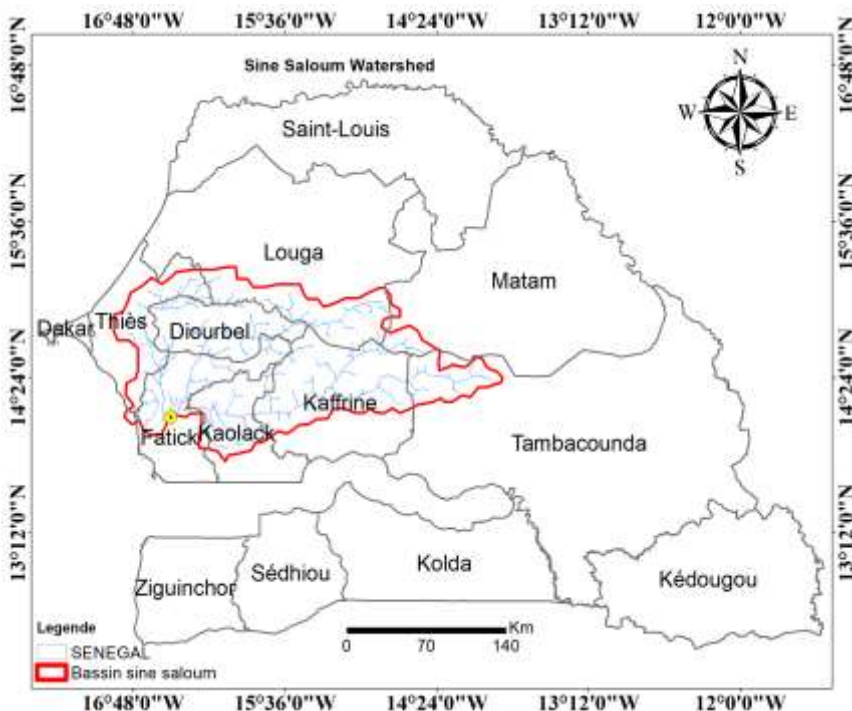 16°48'0"W 15°36'0"W 14°24'0"W 13°12'0"W 12°0'0"W
16°48'0"N
15°36'0"N
14°24'0"N
13°12'0"N
Sine Saloum Watershed
N
W E
S
Saint-Louis
Louga
Matam
Dakar
Thiès
Diourbel
Kaffrine
Fatick
Kaolack
Tambacounda
Ziguinchor
Sédhiou
Kolda
Kédougou
Legende
SENEGAL
Bassin sine saloum
Km
0 70 140
16°48'0"N
15°36'0"N
14°24'0"N
13°12'0"N
16°48'0"W 15°36'0"W 14°24'0"W 13°12'0"W 12°0'0"W